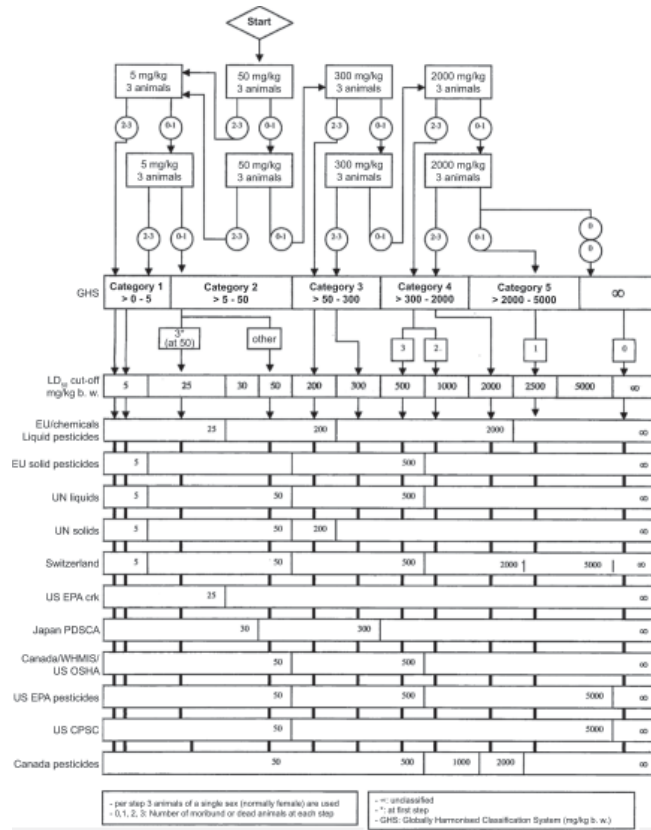 Start
5 mg/kg
3 animals
50 mg/kg
3 animals
300 mg/kg
3 animals
2000 mg/kg
3 animals
2-3 0-1 2-3 0-1 2-3 0-1 2-3 0-1
5 mg/kg
3 animals
50 mg/kg
3 animals
300 mg/kg
3 animals
2000 mg/kg
3 animals
2-3 0-1 2-3 0-1 2-3 0-1 2-3 0-1 0
0
GHS
Category 1
> 0 - 5
Category 2
> 5 - 50
Category 3
> 50 - 300
Category 4
> 300 - 2000
Category 5
> 2000 - 5000
∞
3*
(at 50)
other
3 2 1 0
LD50 cut-off
mg/kg b. w.
5 25 30 50 200 300 500 1000 2000 2500 5000 ∞
EU/chemicals
Liquid pesticides
25 200 2000 ∞
EU solid pesticides 5 500 ∞
UN liquids 5 50 500 ∞
UN solids 5 50 200 ∞
Switzerland 5 50 500 2000 5000 ∞
US EPA crk 25 ∞
Japan PDSCA 30 300 ∞
Canada/WHMIS/
US OSHA
50 500 ∞
US EPA pesticides 50 500 5000 ∞
US CPSC 50 5000 ∞
Canada pesticides 50 500 1000 2000 ∞
- per step 3 animals of a single sex (normally female) are used
- 0,1, 2, 3: Number of moribund or dead animals at each step
- ∞: unclassified
- *: at first step
- GHS: Globally Harmonised Classification System (mg/kg b. w.)